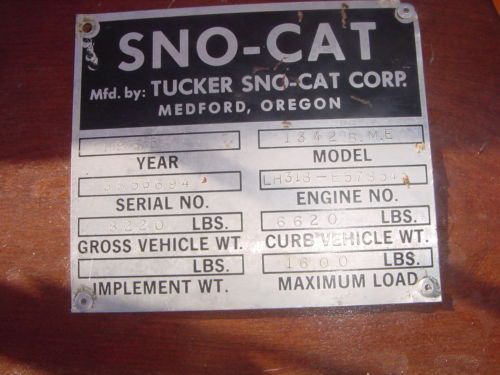 SNO-CAT
Mfd. by: TUCKER SNO-CAT CORP.
MEDFORD, OREGON
1342 R.M.E
YEAR MODEL
SERIAL NO. ENGINE NO.
8220 LBS. 6620 LBS.
GROSS VEHICLE WT. CURB VEHICLE WT.
LBS. 1600 LBS.
IMPLEMENT WT. MAXIMUM LOAD